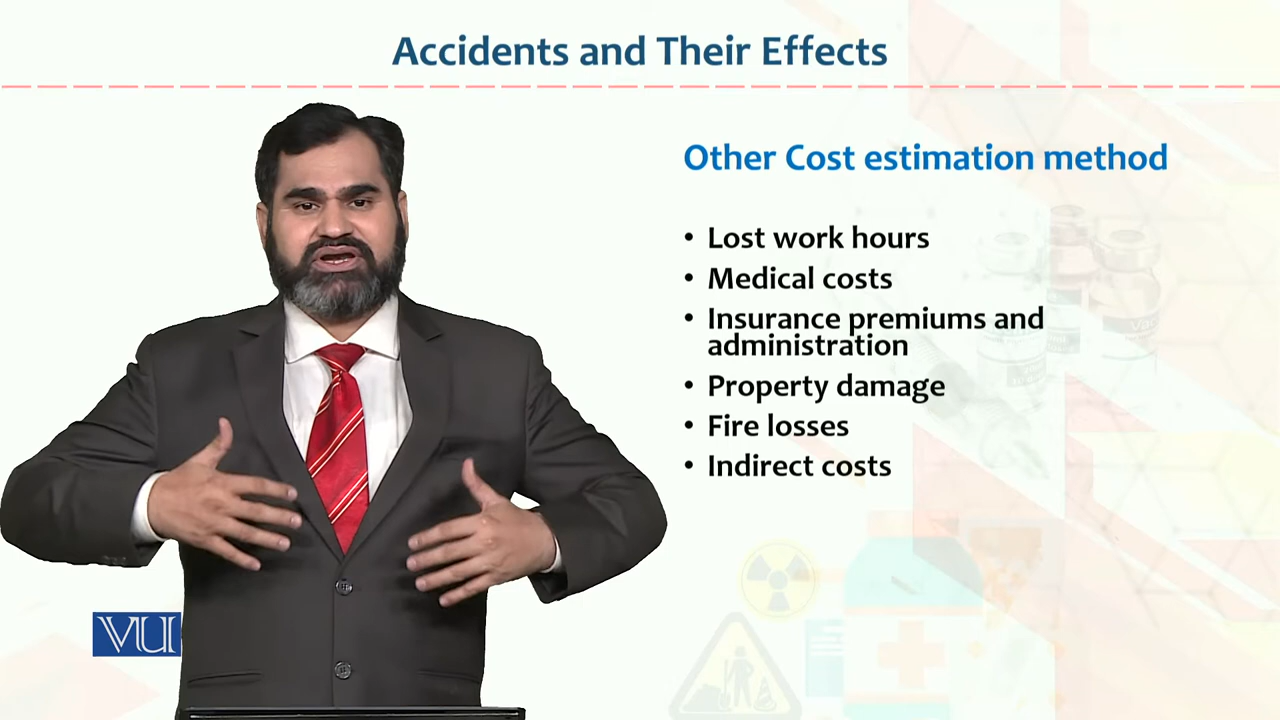 Accidents and Their Effects
Other Cost estimation method
• Lost work hours
• Medical costs
• Insurance premiums and
administration
• Property damage
• Fire losses
• Indirect costs
VU